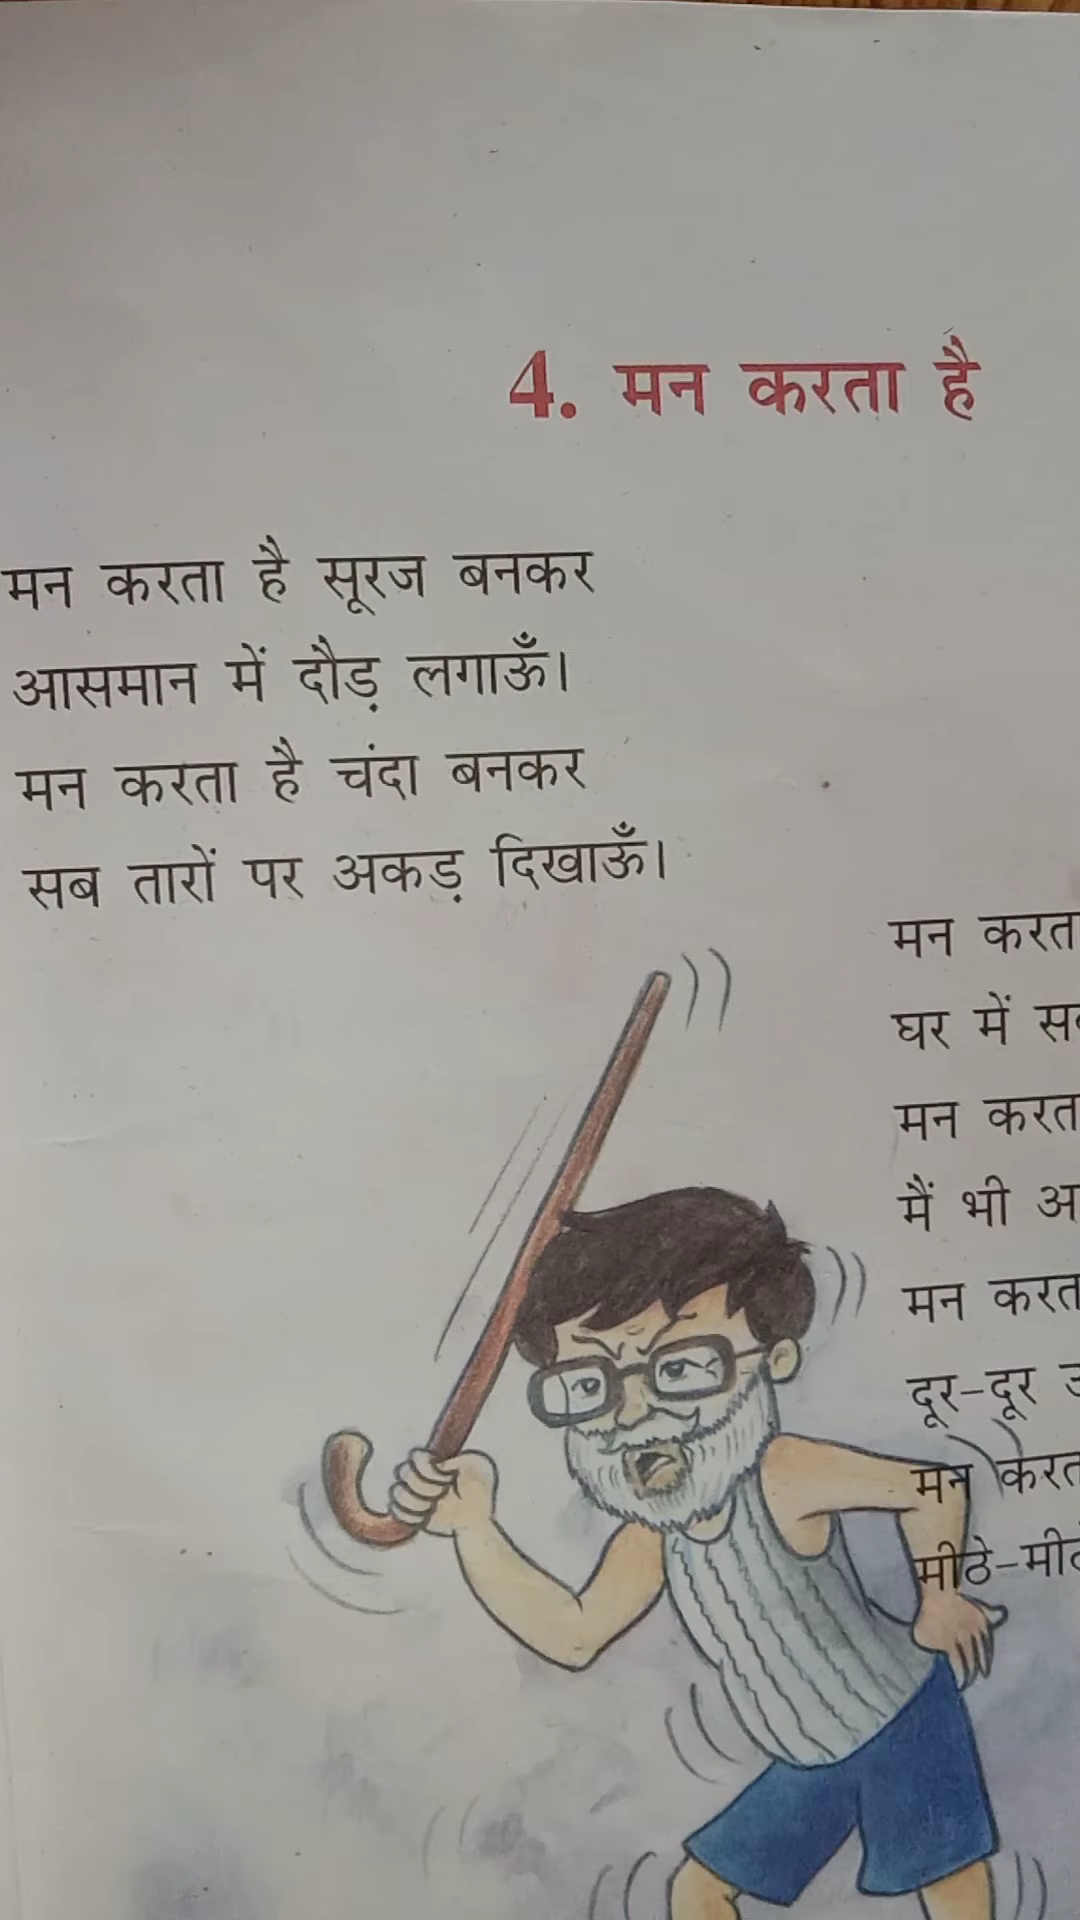 4. मन करता है
मन करता है सूरज बनकर
आसमान में दौड़ लगाऊँ।
मन करता है चंदा बनकर
सब तारों पर अकड़ दिखाऊँ।
मन करता
घर में
मन करता
मैं भी
मन करता
दूर-दूर
मन करता
मीठे-